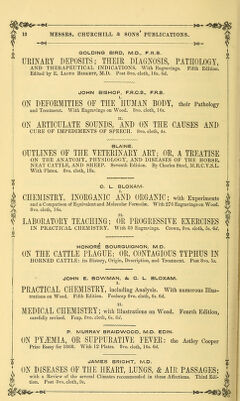 12 MESSRS. CHURCHILL & SONS' PUBLICATIONS.
GOLDING BIRD, M.D., F.R.S.
URINARY DEPOSITS; THEIR DIAGNOSIS, PATHOLOGY,
AND THERAPEUTICAL INDICATIONS. With Engravings. Fifth Edition.
Edited by E. LLOYD BIRKETT, M.D. Post 8vo. cloth, 10s. 6d.
JOHN BISHOP, F.R.C.S., F.R.S.
I.
ON DEFORMITIES OF THE HUMAN BODY, their Pathology
and Treatment. With Engravings on Wood. 8vo. cloth, 10s.
II.
ON ARTICULATE SOUNDS, AND ON THE CAUSES AND
CURE OF IMPEDIMENTS OF SPEECH. 8vo. cloth, 4s.
BLAINE.
OUTLINES OF THE VETERINARY ART; OR, A TREATISE
ON THE ANATOMY, PHYSIOLOGY, AND DISEASES OF THE HORSE,
NEAT CATTLE, AND SHEEP. Seventh Edition. By Charles Steel, M.R.C.V.S.L.
With Plates. 8vo. cloth, 18s.
C. L. BLOXAM.
I.
CHEMISTRY, INORGANIC AND ORGANIC; with Experiments
and a Comparison of Equivalent and Molecular Formulæ. With 276 Engravings on Wood.
8vo. cloth, 16s.
II.
LABORATORY TEACHING; OR PROGRESSIVE EXERCISES
IN PRACTICAL CHEMISTRY. With 89 Engravings. Crown 8vo. cloth, 5s. 6d.
HONORÉ BOURGUIGNON, M.D.
ON THE CATTLE PLAGUE; OR, CONTAGIOUS TYPHUS IN
HORNED CATTLE: its History, Origin, Description, and Treatment. Post 8vo. 5s.
JOHN E. BOWMAN, & C. L. BLOXAM.
I.
PRACTICAL CHEMISTRY, including Analysis. With numerous Illus-
trations on Wood. Fifth Edition. Foolscap 8vo. cloth, 6s. 6d.
II.
MEDICAL CHEMISTRY; with Illustrations on Wood. Fourth Edition,
carefully revised. Fcap. 8vo. cloth, 6s. 6d.
P. MURRAY BRAIDWOOD, M.D. EDIN.
ON PYÆMIA, OR SUPPURATIVE FEVER: the Astley Cooper
Prize Essay for 1868. With 12 Plates. 8vo. cloth, 10s. 6d.
JAMES BRIGHT, M.D.
ON DISEASES OF THE HEART, LUNGS, & AIR PASSAGES;
with a Review of the several Climates recommended in these Affections. Third Edi-
tion. Post 8vo. cloth, 9s.